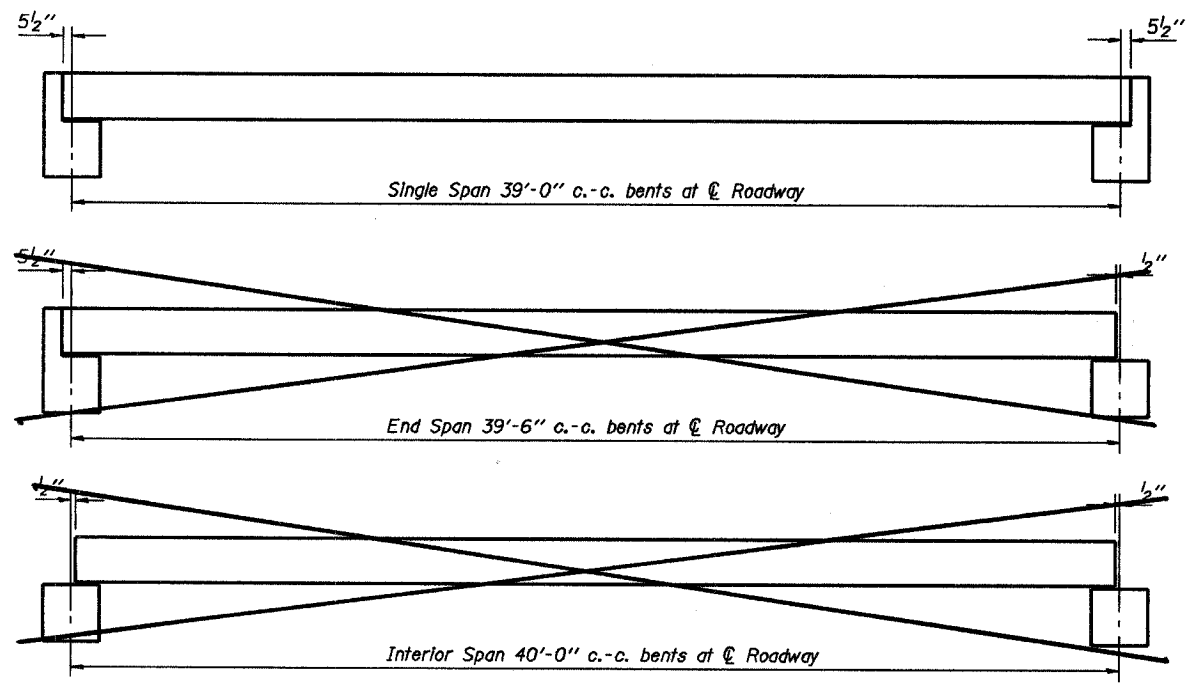 5½" 5½"
Single Span 39'-0" c.-c. bents at ℄ Roadway
5½" ½"
End Span 39'-6" c.-c. bents at ℄ Roadway
½" ½"
Interior Span 40'-0" c.-c. bents at ℄ Roadway